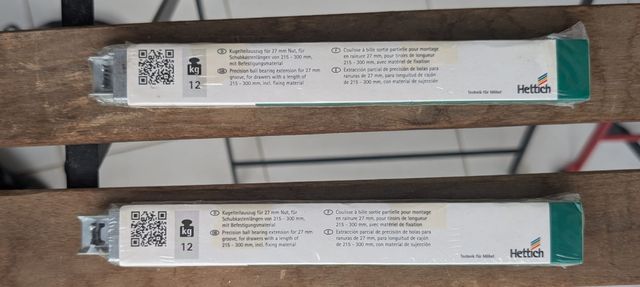 kg
12
Kugelteilauszug für 27 mm Nut, für
Schubkastenlängen von 215 - 300 mm,
mit Befestigungsmaterial
Precision ball bearing extension for 27 mm
groove, for drawers with a length of
215 - 300 mm, incl. fixing material
Coulisse à bille sortie partielle pour montage
en rainure 27 mm, pour tiroirs de longueur
215 - 300 mm, avec matériel de fixation
Extracción parcial de precisión de bolas para
ranuras de 27 mm, para longitud de cajón
de 215 - 300 mm, con material de sujeción
Technik für Möbel
Hettich
kg
12
Kugelteilauszug für 27 mm Nut, für
Schubkastenlängen von 215 - 300 mm,
mit Befestigungsmaterial
Precision ball bearing extension for 27 mm
groove, for drawers with a length of
215 - 300 mm, incl. fixing material
Coulisse à bille sortie partielle pour montage
en rainure 27 mm, pour tiroirs de longueur
215 - 300 mm, avec matériel de fixation
Extracción parcial de precisión de bolas para
ranuras de 27 mm, para longitud de cajón
de 215 - 300 mm, con material de sujeción
Technik für Möbel
Hettich